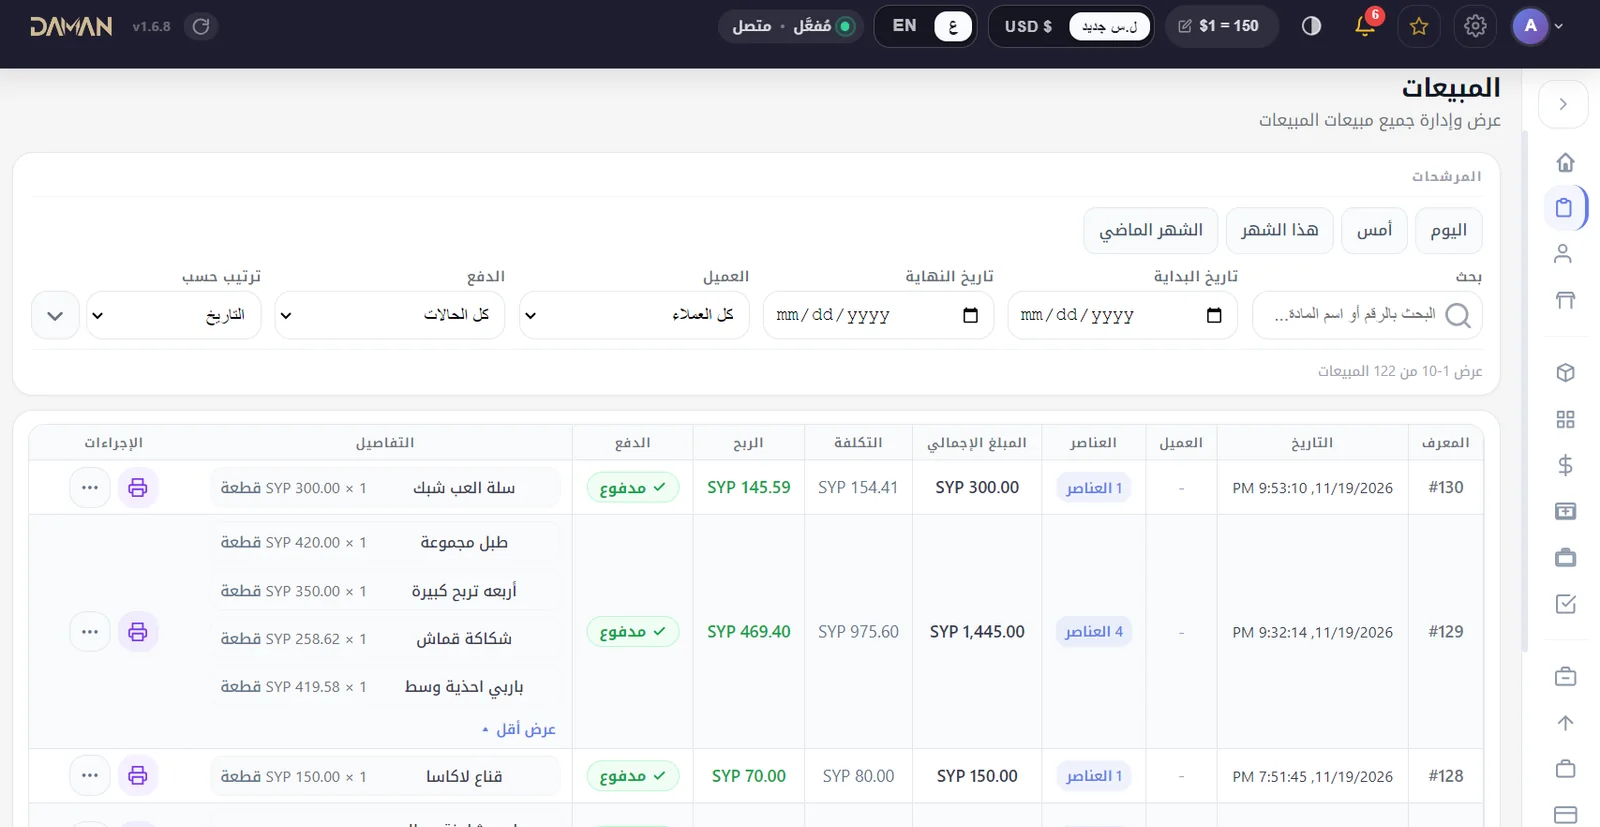 DAMAN v1.6.8 متصل • مُفعَّل EN ع USD $ ل.س جديد $1 = 150 6 A
المبيعات
عرض وإدارة جميع مبيعات المبيعات
المرشحات
اليوم أمس هذا الشهر الشهر الماضي
بحث تاريخ البداية تاريخ النهاية العميل الدفع ترتيب حسب
البحث بالرقم أو اسم المادة... mm/dd/yyyy mm/dd/yyyy كل العملاء كل الحالات التاريخ
عرض 1-10 من 122 المبيعات
المعرف التاريخ العميل العناصر المبلغ الإجمالي التكلفة الربح الدفع التفاصيل الإجراءات
#130 11/19/2026, 9:53:10 PM - 1 العناصر SYP 300.00 SYP 154.41 SYP 145.59 ✓ مدفوع سلة العب شبك 1 × SYP 300.00 قطعة
طبل مجموعة 1 × SYP 420.00 قطعة
أربعه تربح كبيرة 1 × SYP 350.00 قطعة
#129 11/19/2026, 9:32:14 PM - 4 العناصر SYP 1,445.00 SYP 975.60 SYP 469.40 ✓ مدفوع
شكاكة قماش 1 × SYP 258.62 قطعة
باربي احذية وسط 1 × SYP 419.58 قطعة
عرض أقل
#128 11/19/2026, 7:51:45 PM - 1 العناصر SYP 150.00 SYP 80.00 SYP 70.00 ✓ مدفوع قناع لاكاسا 1 × SYP 150.00 قطعة